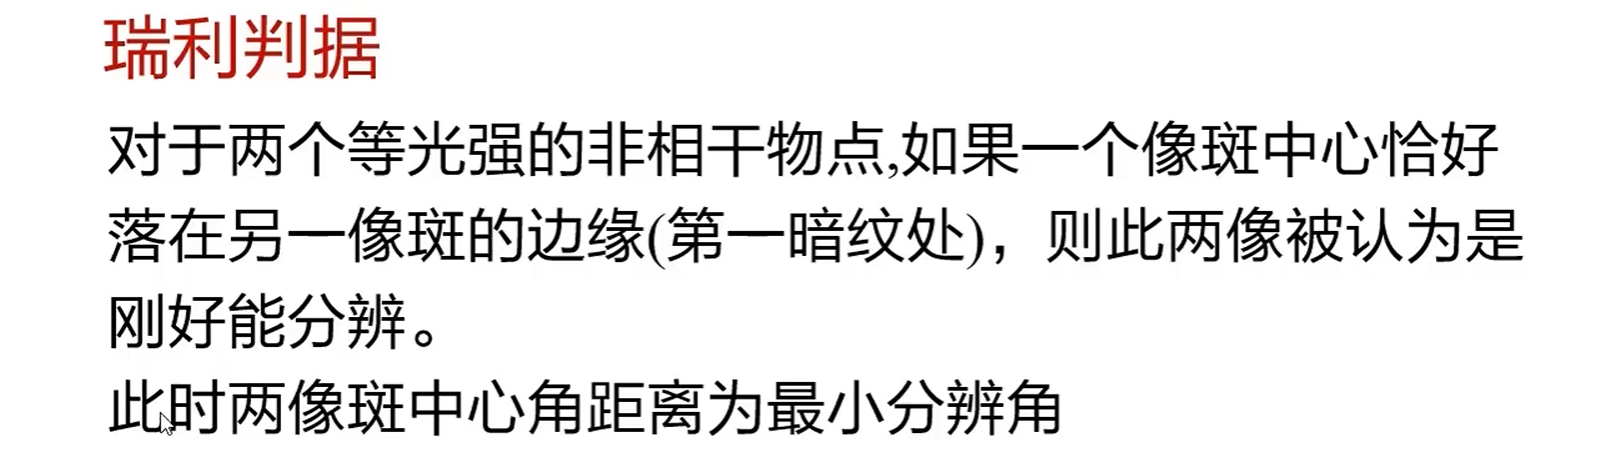 瑞利判据
对于两个等光强的非相干物点,如果一个像斑中心恰好
落在另一像斑的边缘(第一暗纹处)，则此两像被认为是
刚好能分辨。
此时两像斑中心角距离为最小分辨角